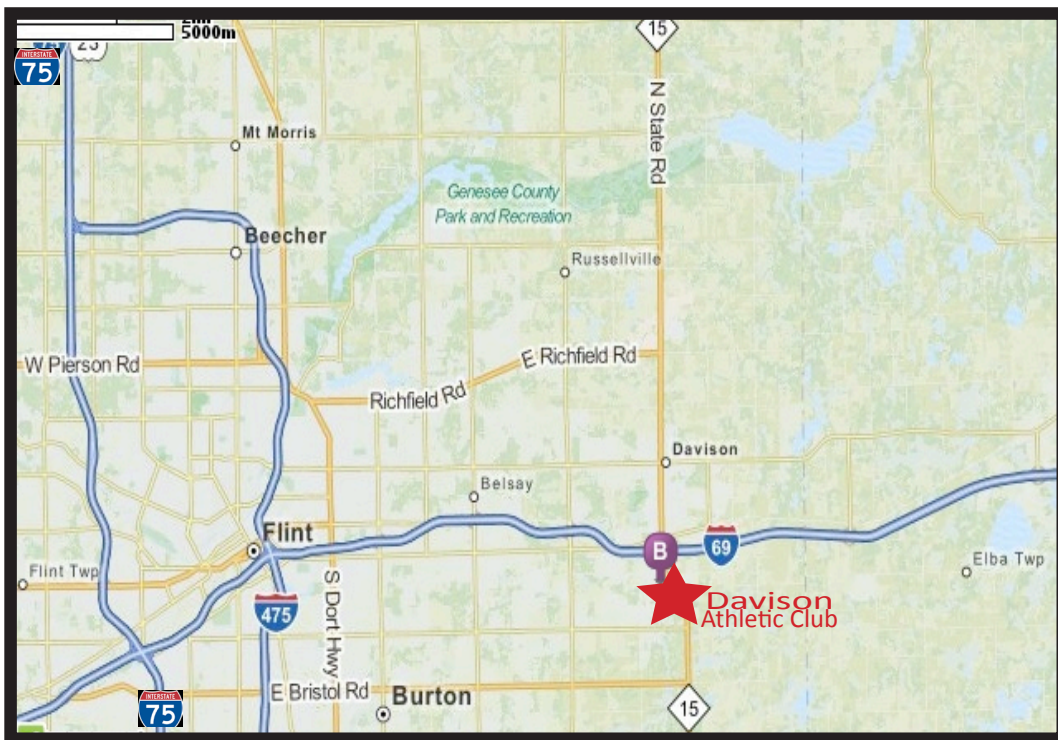 5000m
15
INTERSTATE
75
N State Rd
Mt Morris
Genesee County
Park and Recreation
Beecher
Russellville
W Pierson Rd
E Richfield Rd
Richfield Rd
Davison
Belsay
Flint
B
69
Elba Twp
Flint Twp
475
S Dort Hwy
Davison
Athletic Club
E Bristol Rd
Burton
INTERSTATE
75
15